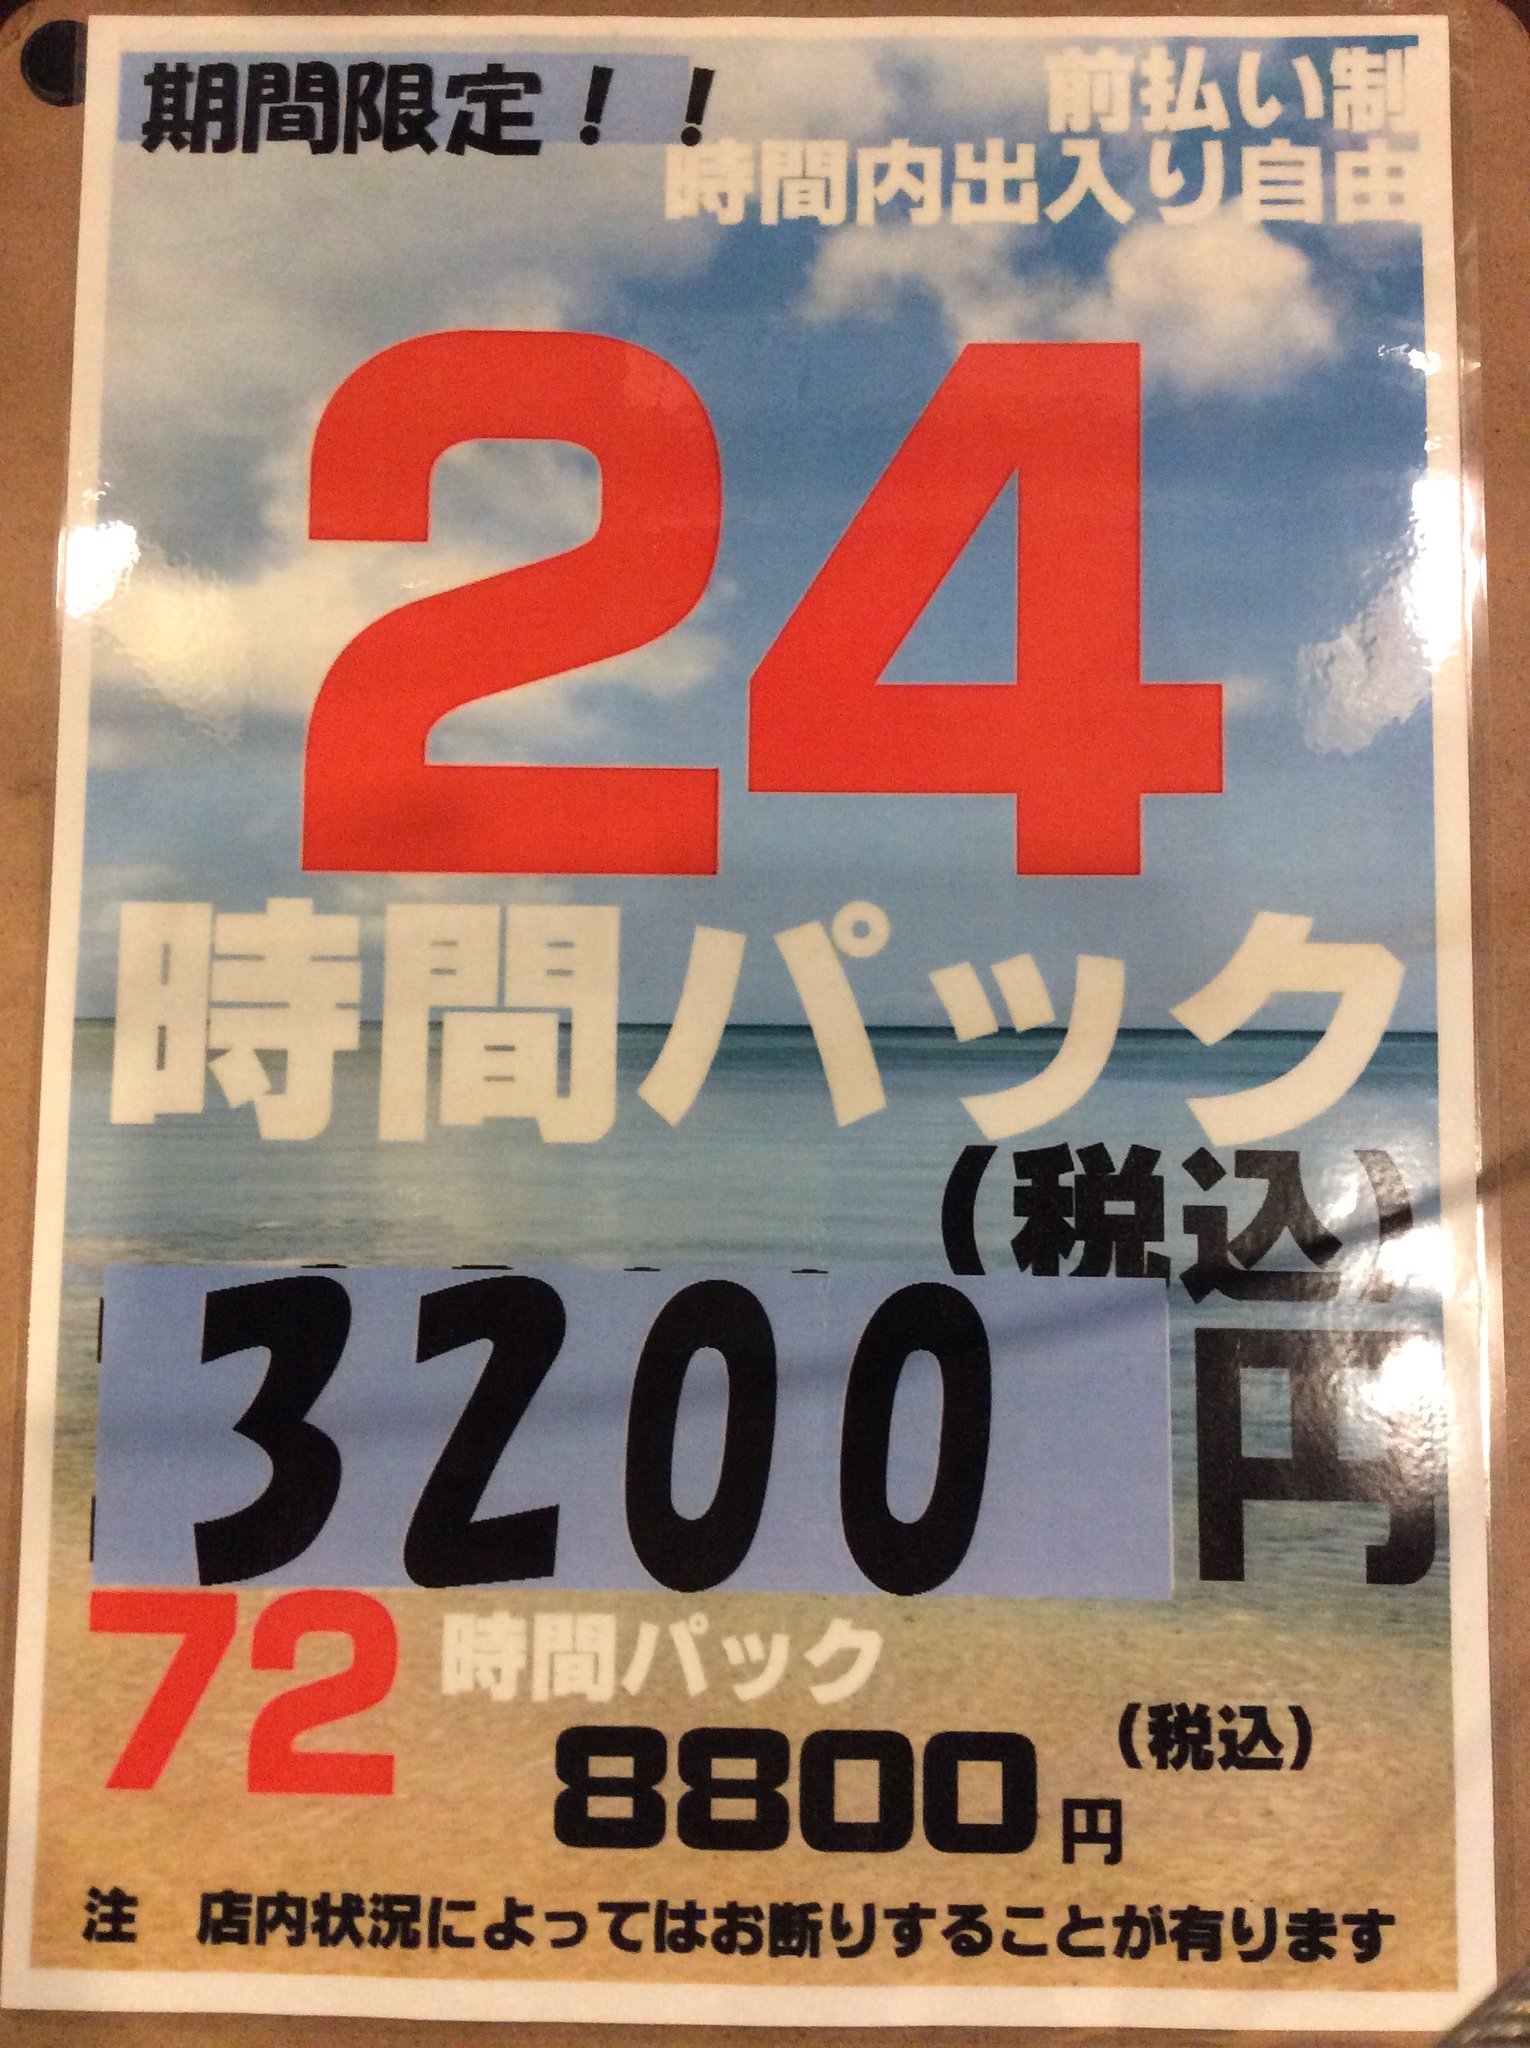 期間限定！！
前払い制
時間内出入り自由
24
時間パック
（税込）
3200円
72時間パック
8800円（税込）
注　店内状況によってはお断りすることが有ります